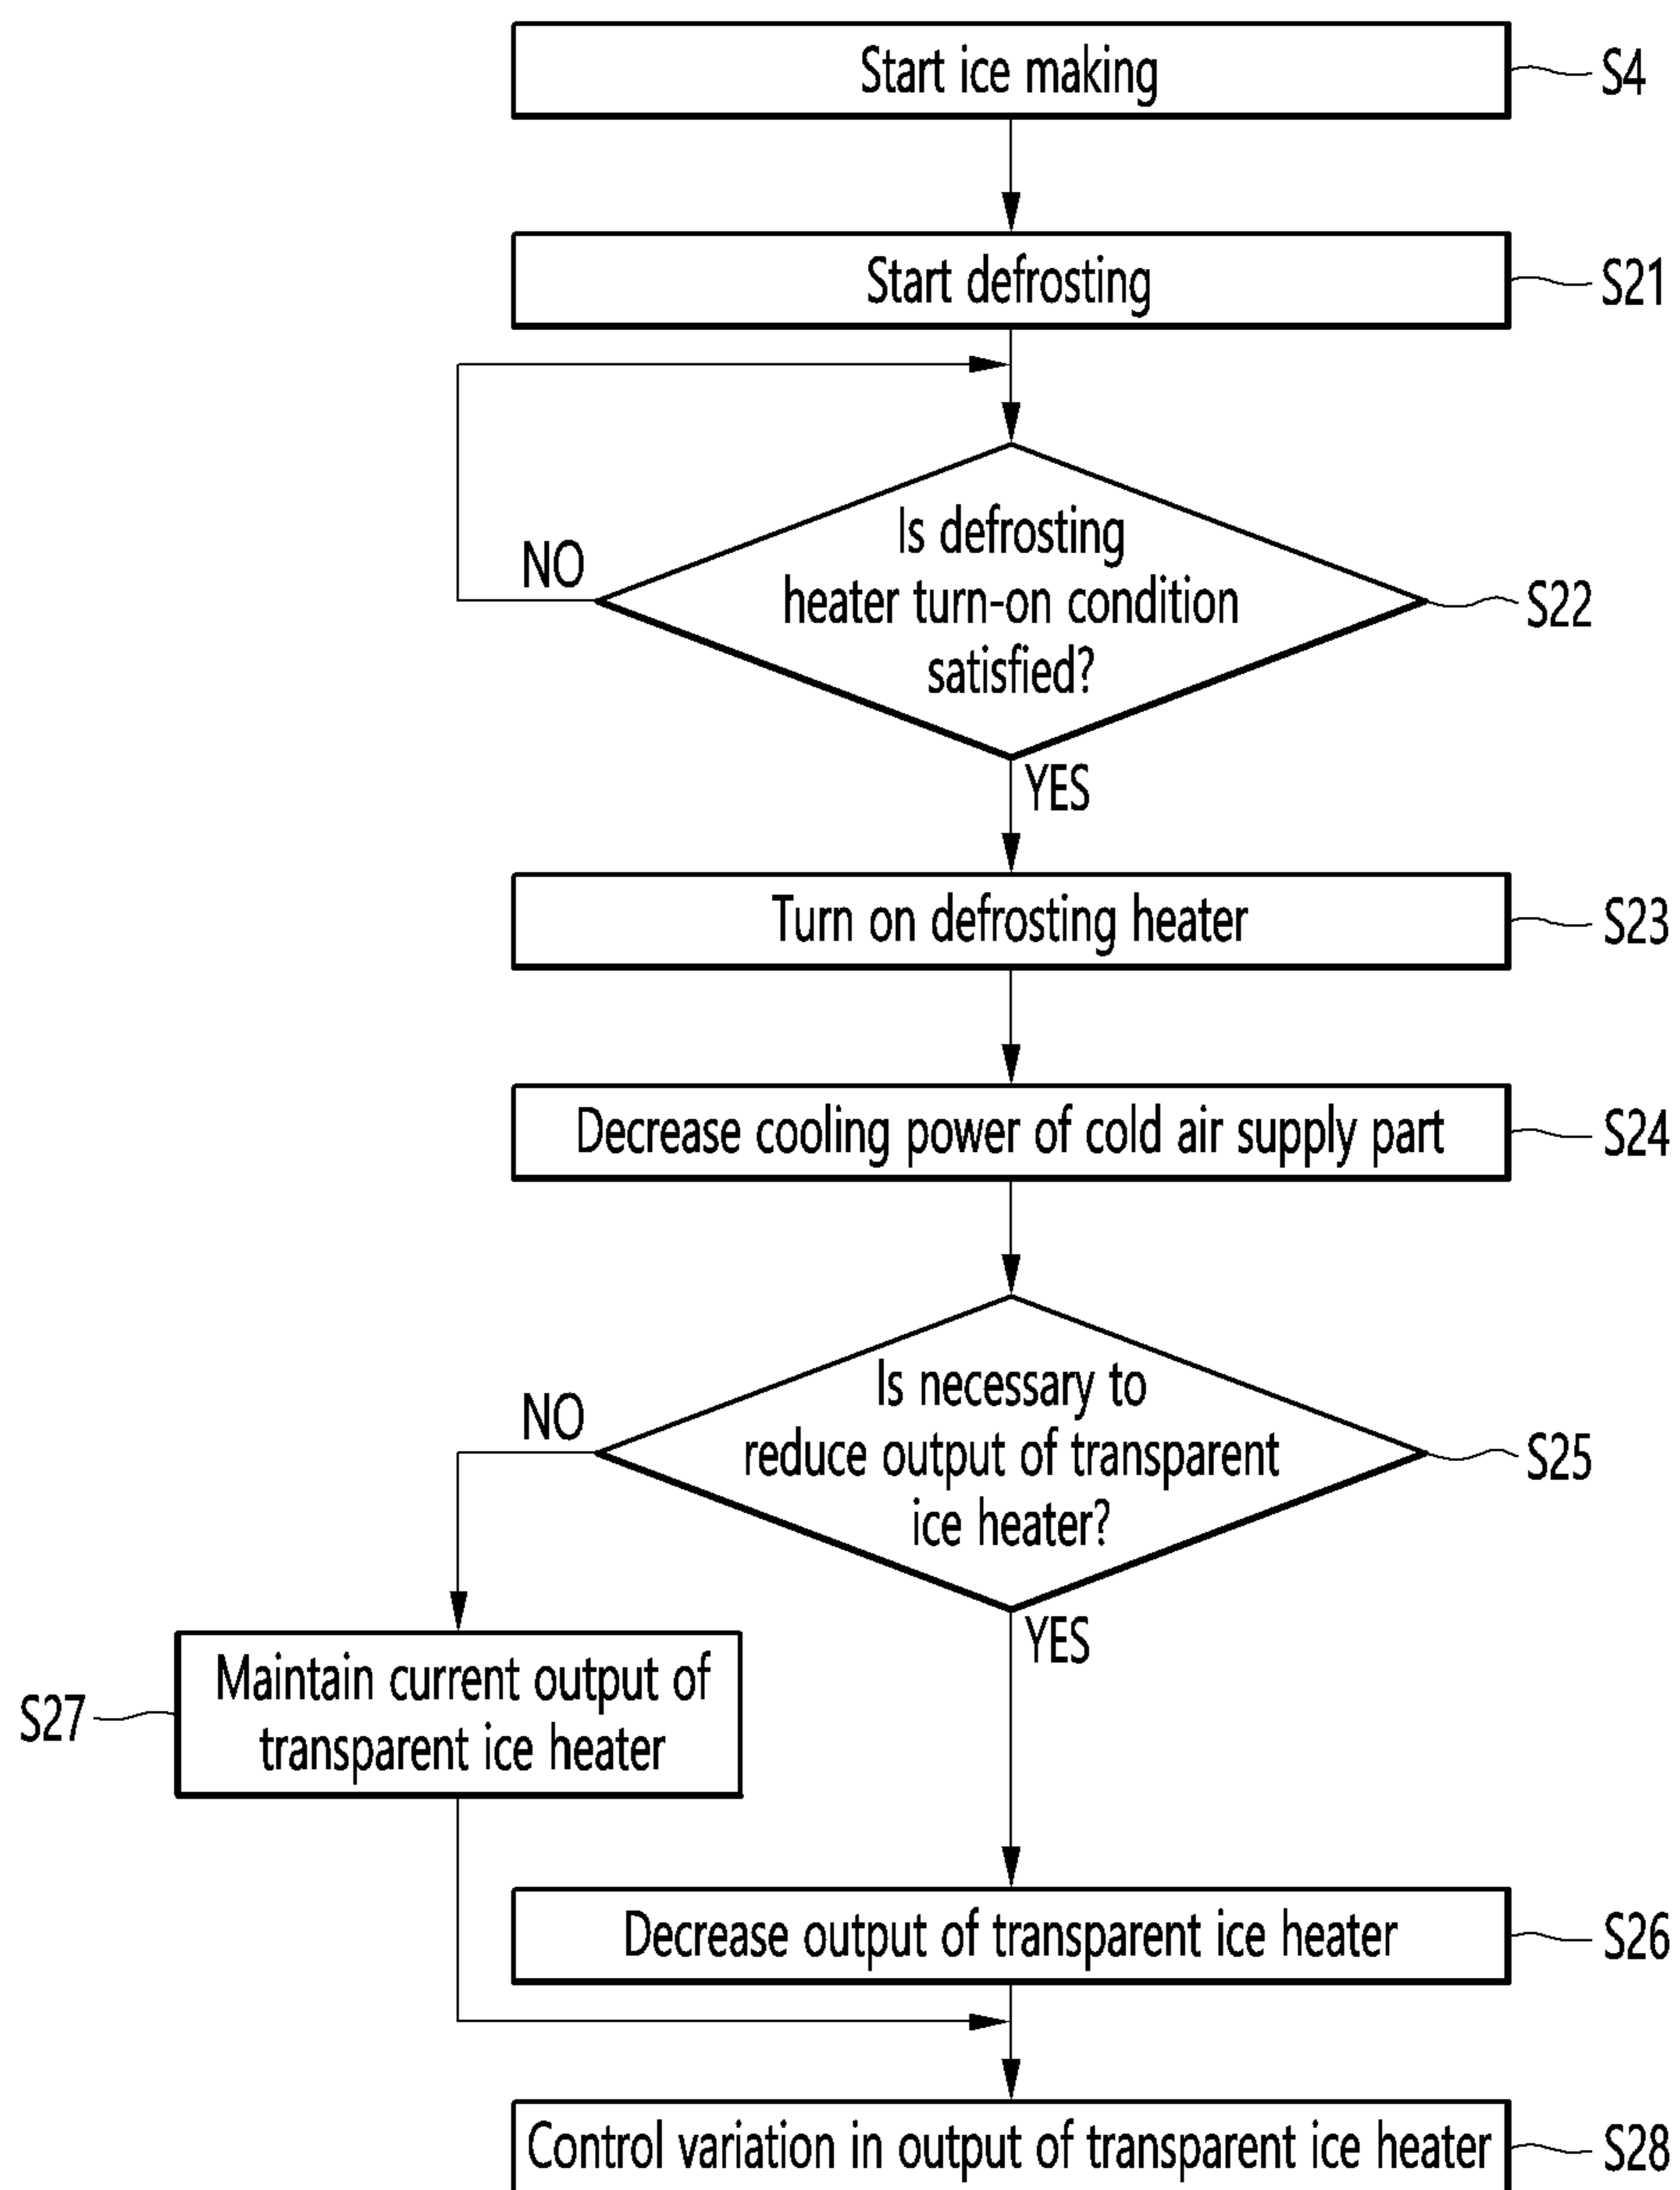 Start ice making
S4
Start defrosting
S21
Is defrosting
heater turn-on condition
satisfied?
NO
S22
YES
Turn on defrosting heater
S23
Decrease cooling power of cold air supply part
S24
Is necessary to
reduce output of transparent
ice heater?
NO
S25
YES
Maintain current output of
transparent ice heater
S27
Decrease output of transparent ice heater
S26
Control variation in output of transparent ice heater
S28